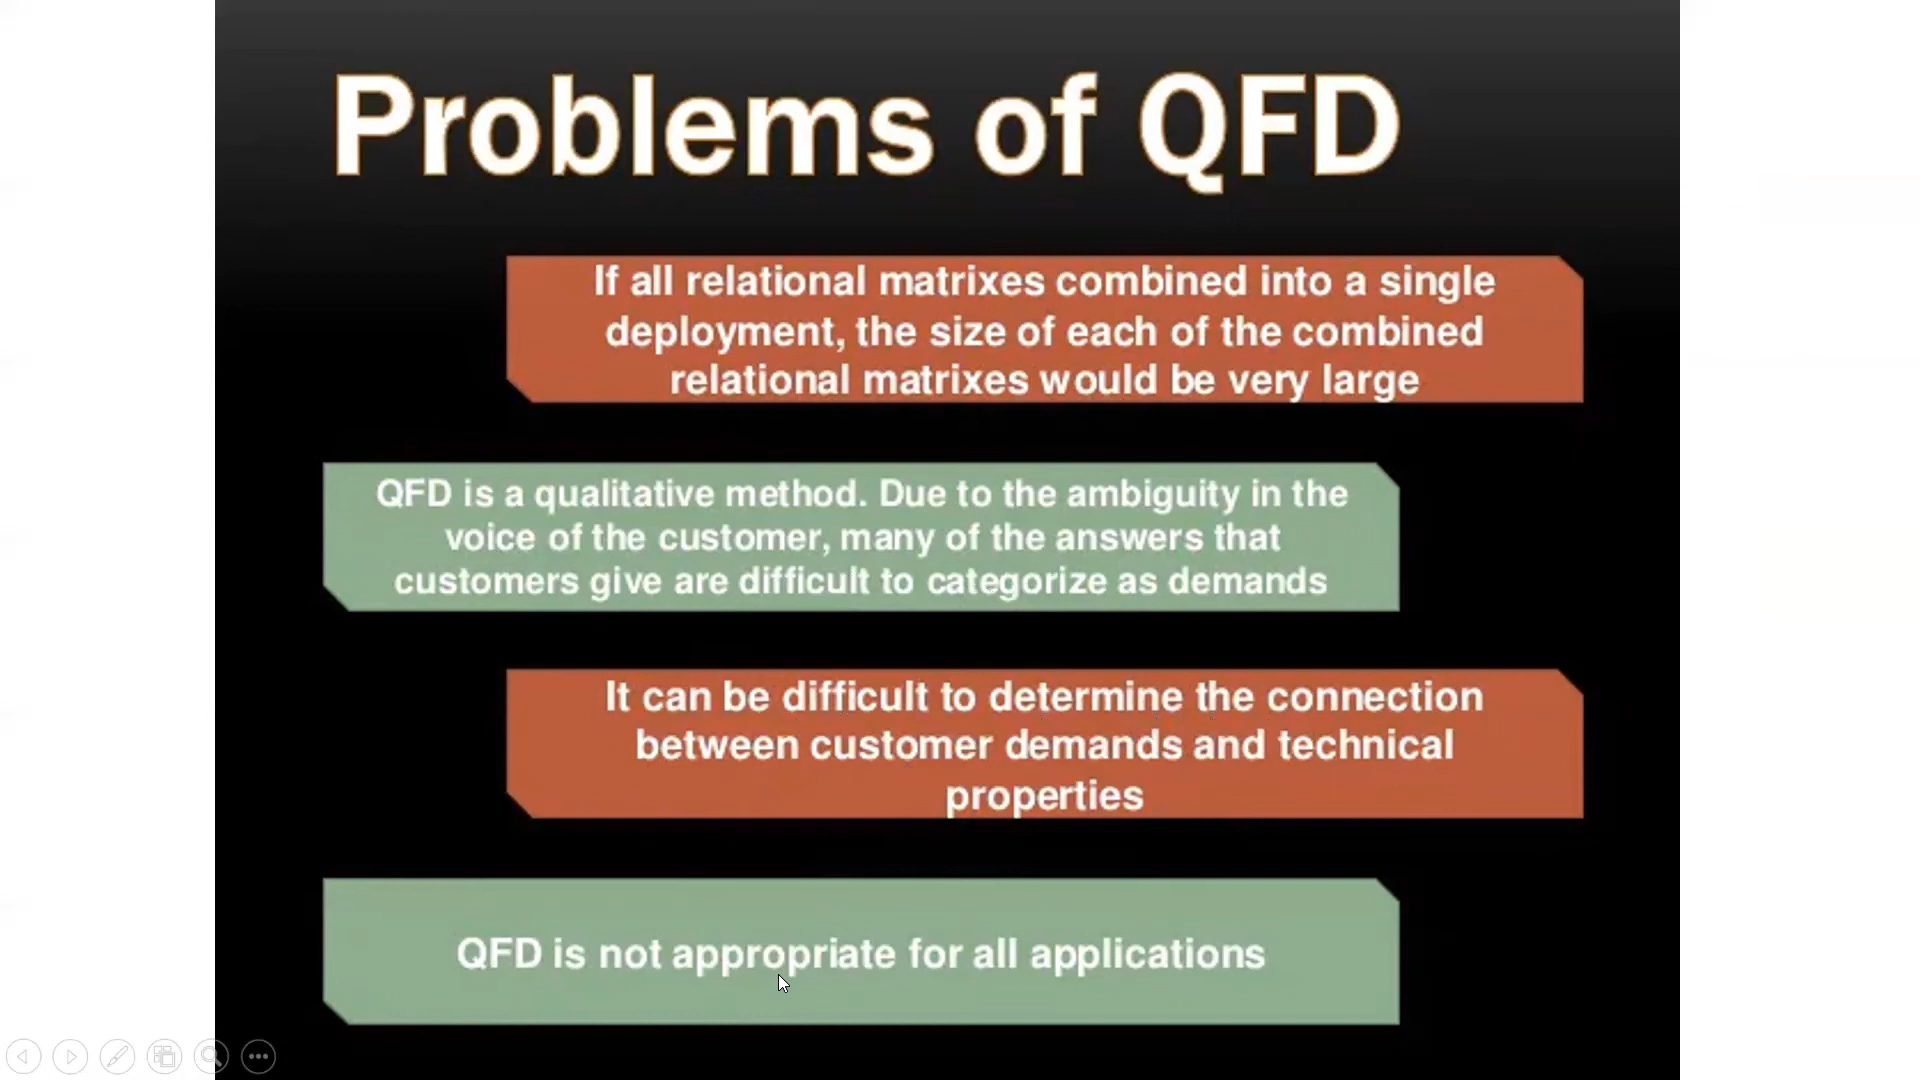 Problems of QFD
If all relational matrixes combined into a single
deployment, the size of each of the combined
relational matrixes would be very large
QFD is a qualitative method. Due to the ambiguity in the
voice of the customer, many of the answers that
customers give are difficult to categorize as demands
It can be difficult to determine the connection
between customer demands and technical
properties
QFD is not appropriate for all applications